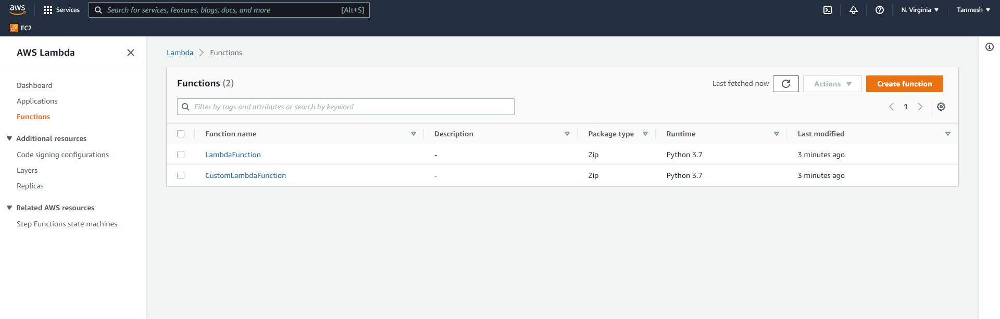 aws Services Search for services, features, blogs, docs, and more [Alt+S] N. Virginia Tanmesh
EC2
AWS Lambda
Dashboard
Applications
Functions
Additional resources
Code signing configurations
Layers
Replicas
Related AWS resources
Step Functions state machines
Lambda Functions
Functions (2) Last fetched now Actions Create function
Filter by tags and attributes or search by keyword 1
Function name Description Package type Runtime Last modified
LambdaFunction - Zip Python 3.7 3 minutes ago
CustomLambdaFunction - Zip Python 3.7 3 minutes ago